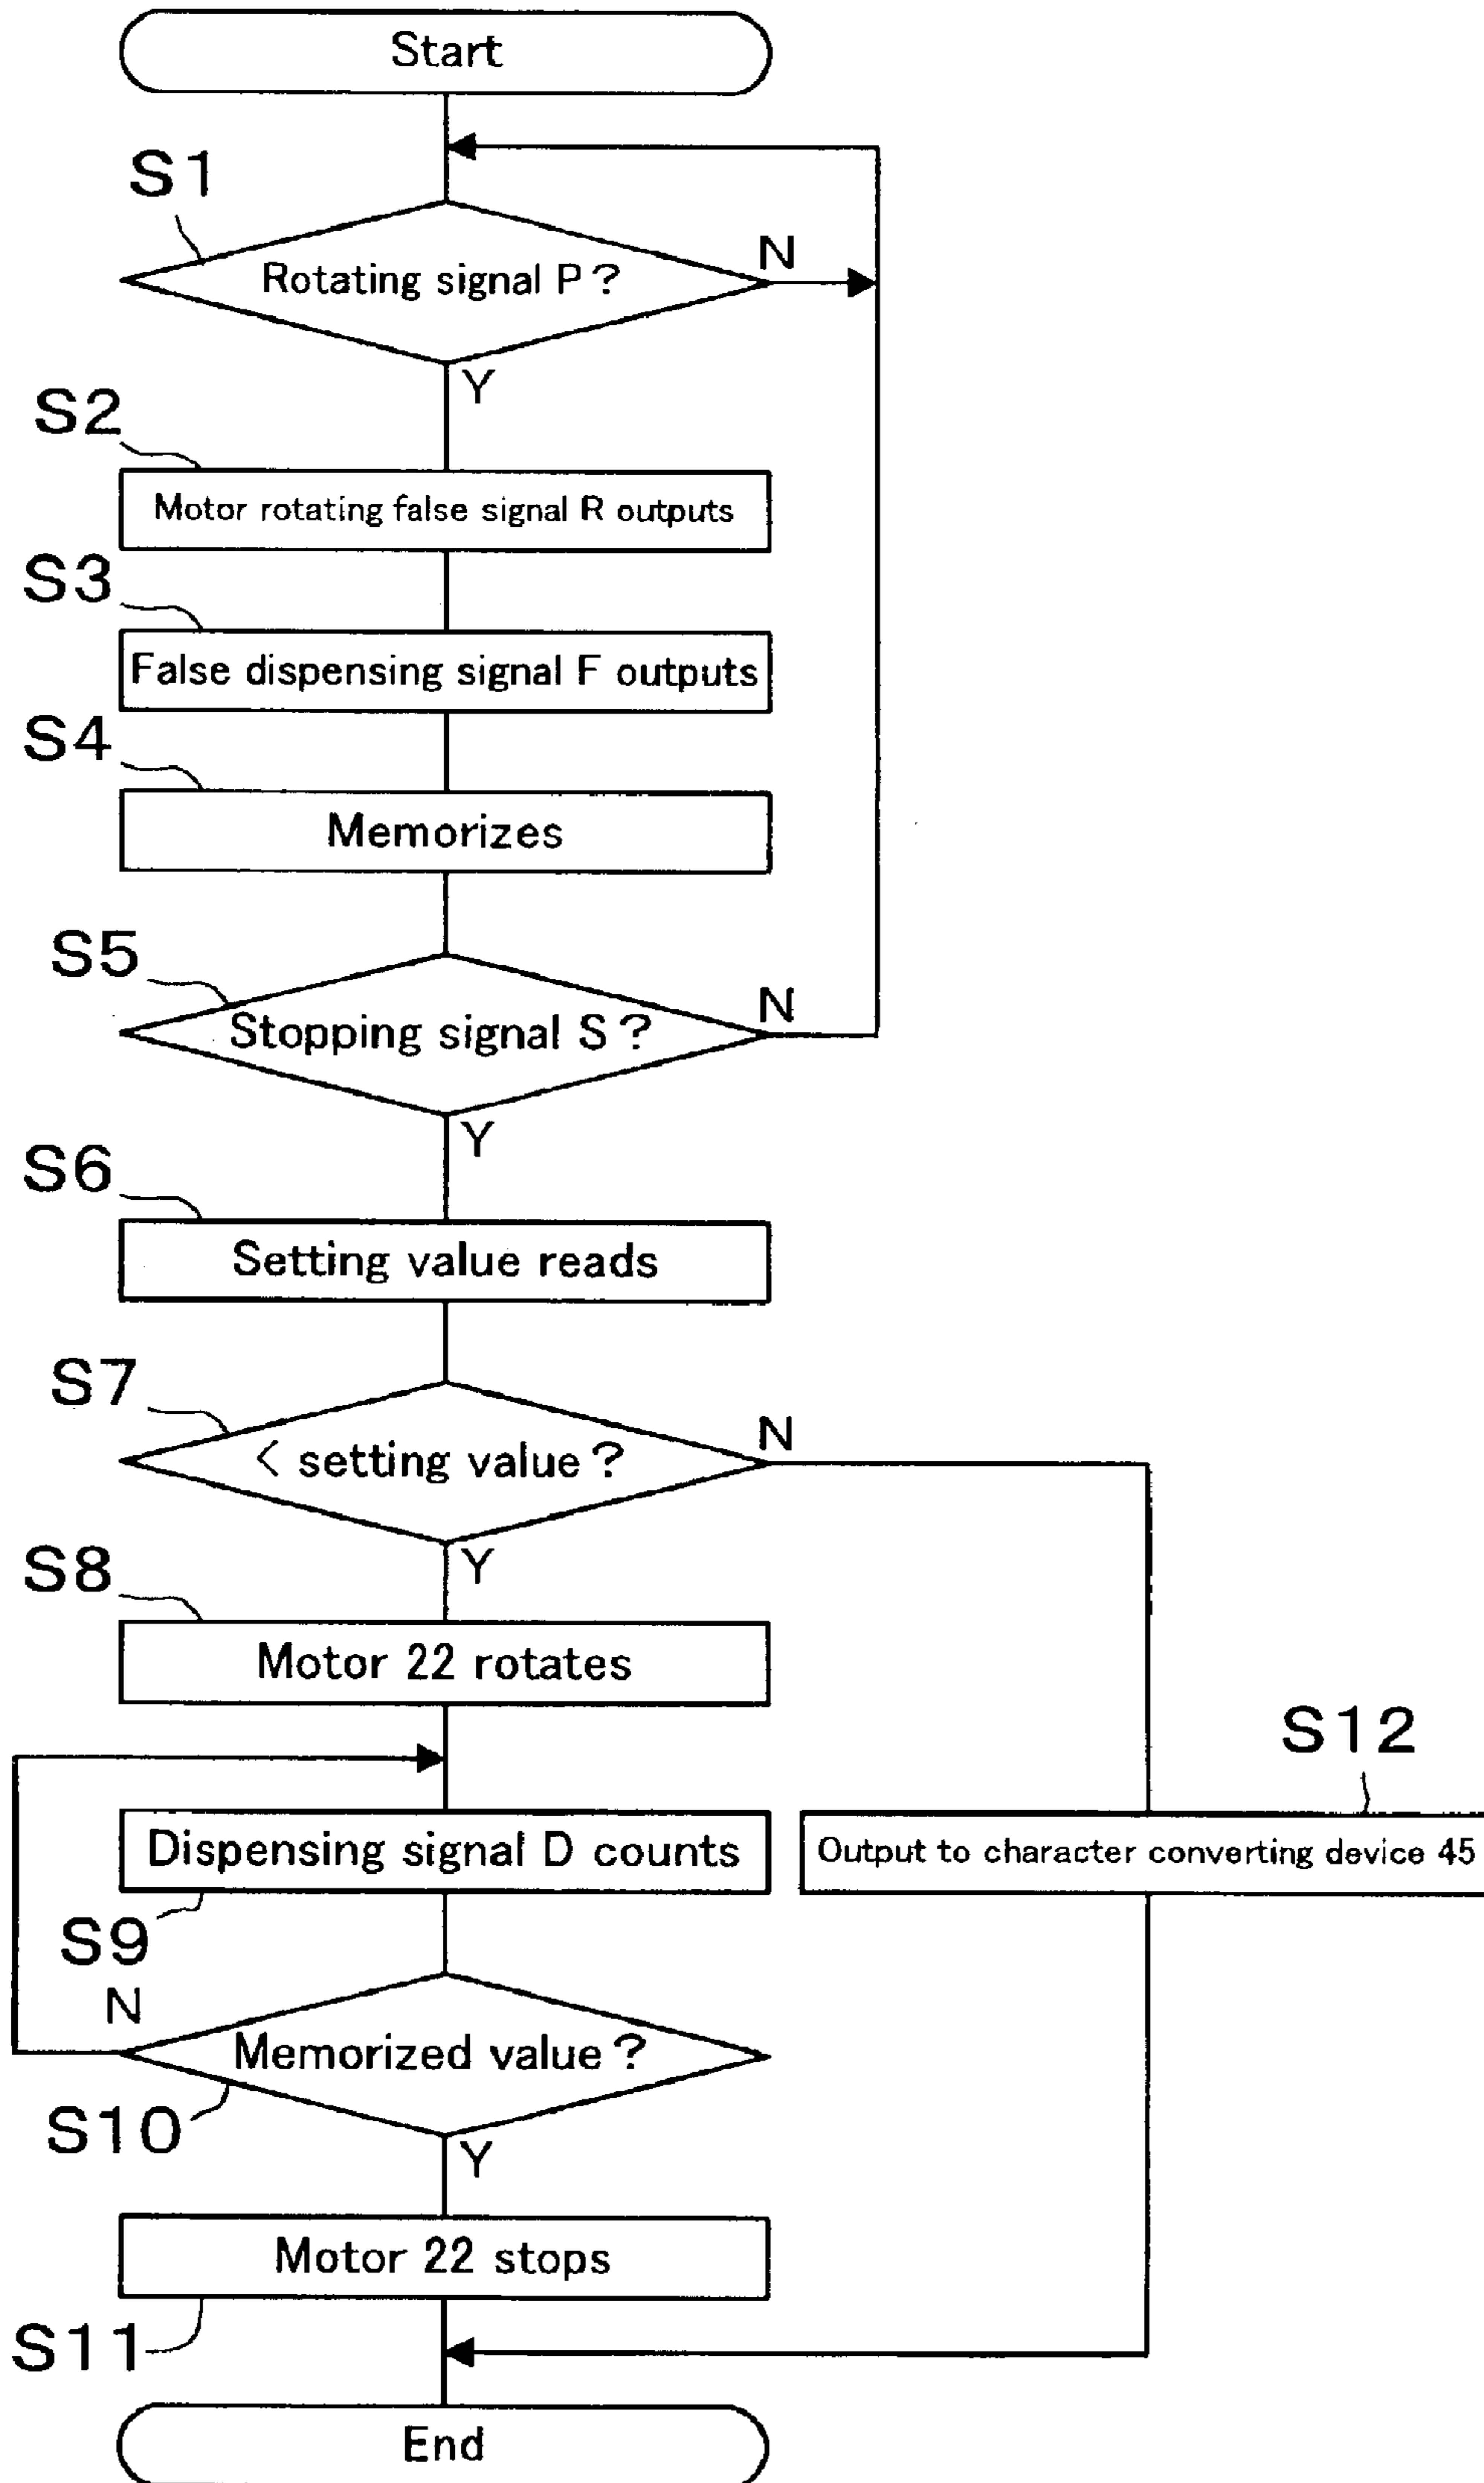 Start
S1
Rotating signal P?
N
Y
S2
Motor rotating false signal R outputs
S3
False dispensing signal F outputs
S4
Memorizes
S5
Stopping signal S?
N
Y
S6
Setting value reads
S7
< setting value?
N
Y
S8
Motor 22 rotates
S12
Dispensing signal D counts
Output to character converting device 45
S9
N
Memorized value?
S10
Y
Motor 22 stops
S11
End